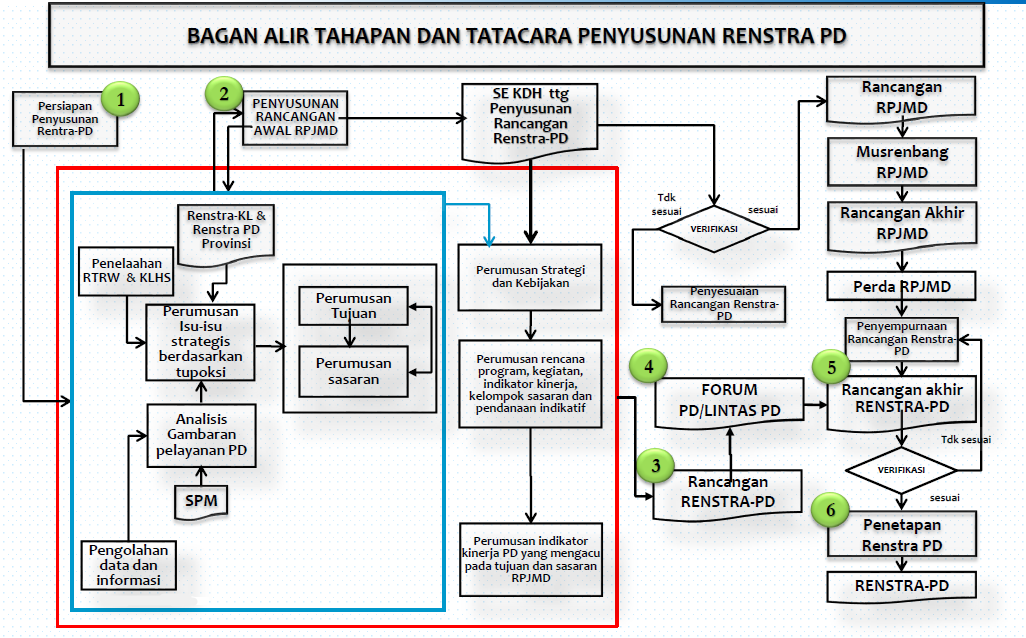 BAGAN ALIR TAHAPAN DAN TATACARA PENYUSUNAN RENSTRA PD
1
Persiapan
Penyusunan
Rentra-PD
2
PENYUSUNAN
RANCANGAN
AWAL RPJMD
SE KDH ttg
Penyusunan
Rancangan
Renstra-PD
Rancangan
RPJMD
Musrenbang
RPJMD
Rancangan Akhir
RPJMD
Perda RPJMD
Tdk
sesuai
VERIFIKASI
sesuai
Penyesuaian
Rancangan Renstra-
PD
Renstra-KL &
Renstra PD
Provinsi
Penelaahan
RTRW & KLHS
Perumusan
Isu-isu
strategis
berdasarkan
tupoksi
Perumusan
Tujuan
Perumusan
sasaran
Analisis
Gambaran
pelayanan PD
SPM
Pengolahan
data dan
informasi
Perumusan Strategi
dan Kebijakan
Perumusan rencana
program, kegiatan,
indikator kinerja,
kelompok sasaran dan
pendanaan indikatif
Perumusan indikator
kinerja PD yang mengacu
pada tujuan dan sasaran
RPJMD
3
Rancangan
RENSTRA-PD
4
FORUM
PD/LINTAS PD
Penyempurnaan
Rancangan Renstra-
PD
5
Rancangan akhir
RENSTRA-PD
Tdk sesuai
VERIFIKASI
sesuai
6
Penetapan
Renstra PD
RENSTRA-PD